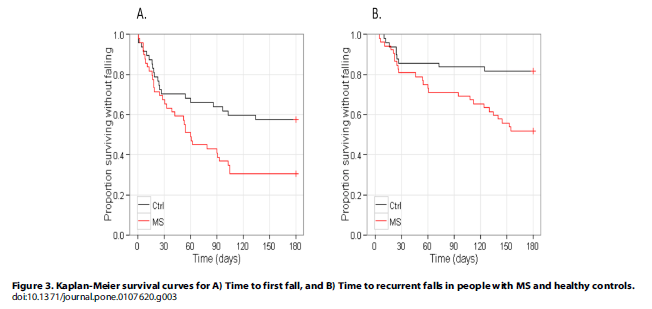 A.
B.
Proportion surviving without falling
1.0
0.8
0.6
0.4
0.2
0.0
Ctrl
MS
0 30 60 90 120 150 180
Time (days)
Proportion surviving without falling
1.0
0.8
0.6
0.4
0.2
0.0
Ctrl
MS
0 30 60 90 120 150 180
Time (days)
Figure 3. Kaplan-Meier survival curves for A) Time to first fall, and B) Time to recurrent falls in people with MS and healthy controls.
doi:10.1371/journal.pone.0107620.g003